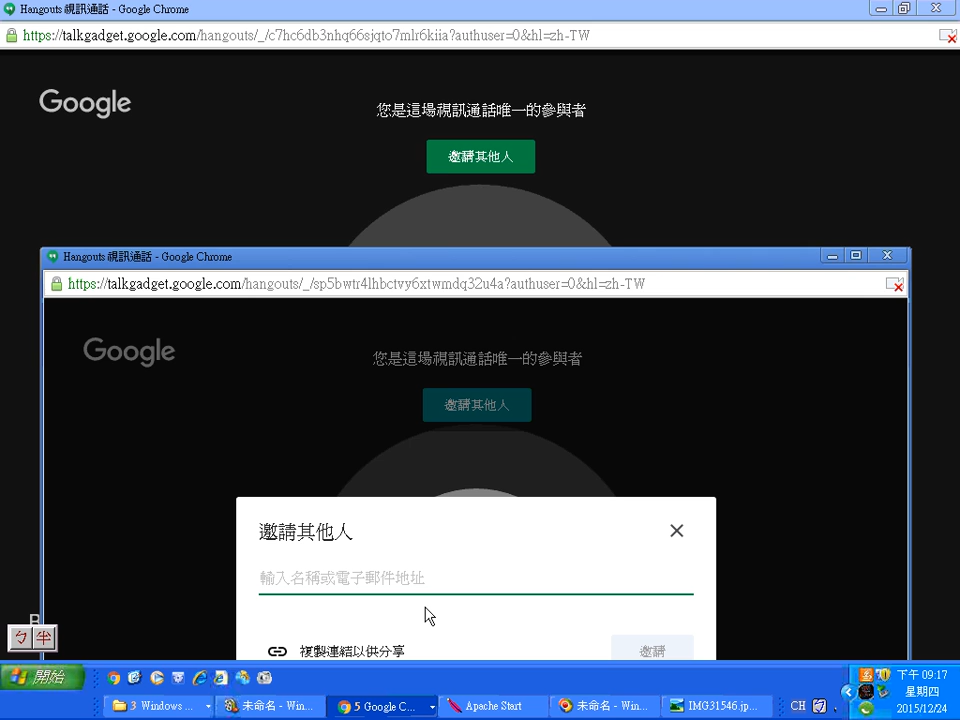 Hangouts 視訊通話 - Google Chrome
https://talkgadget.google.com/hangouts/_/c7hc6db3nhq66sjqto7mlr6kiia?authuser=0&hl=zh-TW
Google
您是這場視訊通話唯一的參與者
邀請其他人
Hangouts 視訊通話 - Google Chrome
https://talkgadget.google.com/hangouts/_/sp5bwtr4lhbctvy6xtwmdq32u4a?authuser=0&hl=zh-TW
Google
您是這場視訊通話唯一的參與者
邀請其他人
邀請其他人
輸入名稱或電子郵件地址
複製連結以供分享
邀請
ㄅ 半
開始
下午 09:17
星期四
2015/12/24
3 Windows ...
未命名 - Win...
5 Google C...
Apache Start
未命名 - Win...
IMG31546.jp...
CH